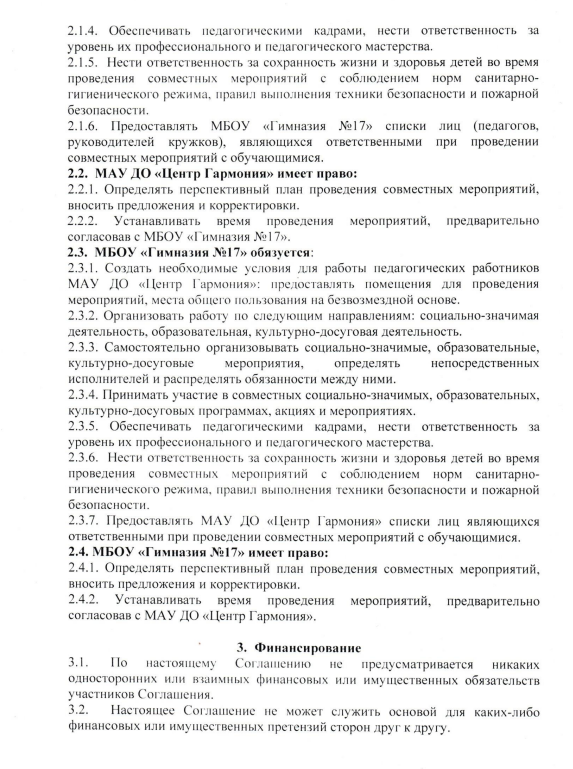 2.1.4. Обеспечивать педагогическими кадрами, нести ответственность за
уровень их профессионального и педагогического мастерства.
2.1.5. Нести ответственность за сохранность жизни и здоровья детей во время
проведения совместных мероприятий с соблюдением норм санитарно-
гигиенического режима, правил выполнения техники безопасности и пожарной
безопасности.
2.1.6. Предоставлять МБОУ «Гимназия №17» списки лиц (педагогов,
руководителей кружков), являющихся ответственными при проведении
совместных мероприятий с обучающимися.
2.2. МАУ ДО «Центр Гармония» имеет право:
2.2.1. Определять перспективный план проведения совместных мероприятий,
вносить предложения и корректировки.
2.2.2. Устанавливать время проведения мероприятий, предварительно
согласовав с МБОУ «Гимназия №17».
2.3. МБОУ «Гимназия №17» обязуется:
2.3.1. Создать необходимые условия для работы педагогических работников
МАУ ДО «Центр Гармония»: предоставлять помещения для проведения
мероприятий, места общего пользования на безвозмездной основе.
2.3.2. Организовать работу по следующим направлениям: социально-значимая
деятельность, образовательная, культурно-досуговая деятельность.
2.3.3. Самостоятельно организовывать социально-значимые, образовательные,
культурно-досуговые мероприятия, определять непосредственных
исполнителей и распределять обязанности между ними.
2.3.4. Принимать участие в совместных социально-значимых, образовательных,
культурно-досуговых программах, акциях и мероприятиях.
2.3.5. Обеспечивать педагогическими кадрами, нести ответственность за
уровень их профессионального и педагогического мастерства.
2.3.6. Нести ответственность за сохранность жизни и здоровья детей во время
проведения совместных мероприятий с соблюдением норм санитарно-
гигиенического режима, правил выполнения техники безопасности и пожарной
безопасности.
2.3.7. Предоставлять МАУ ДО «Центр Гармония» списки лиц являющихся
ответственными при проведении совместных мероприятий с обучающимися.
2.4. МБОУ «Гимназия №17» имеет право:
2.4.1. Определять перспективный план проведения совместных мероприятий,
вносить предложения и корректировки.
2.4.2. Устанавливать время проведения мероприятий, предварительно
согласовав с МАУ ДО «Центр Гармония».
3. Финансирование
3.1. По настоящему Соглашению не предусматривается никаких
односторонних или взаимных финансовых или имущественных обязательств
участников Соглашения.
3.2. Настоящее Соглашение не может служить основой для каких-либо
финансовых или имущественных претензий сторон друг к другу.